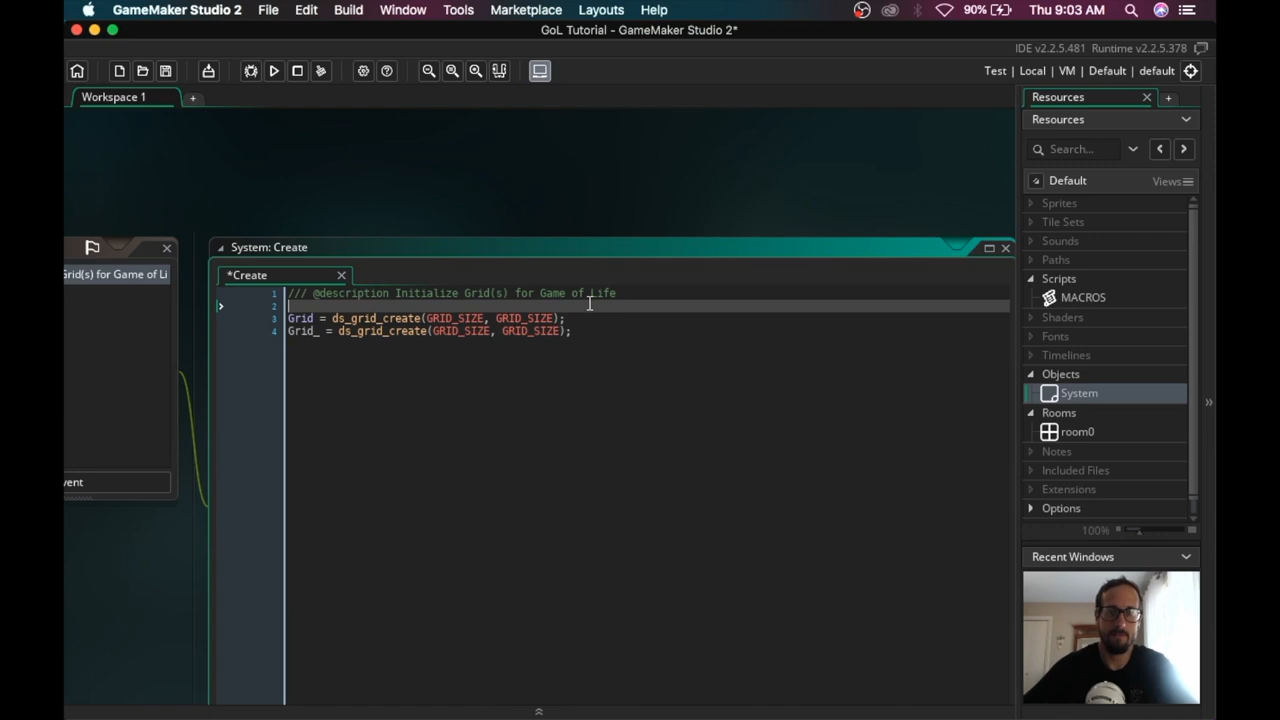 GameMaker Studio 2 File Edit Build Window Tools Marketplace Layouts Help 90% Thu 9:03 AM
GoL Tutorial - GameMaker Studio 2*
IDE v2.2.5.481 Runtime v2.2.5.378
Test | Local | VM | Default | default
Workspace 1 +
Resources +
Resources
Search...
Default Views
Sprites
Tile Sets
Sounds
Paths
Scripts
MACROS
Shaders
Fonts
Timelines
Objects
System
Rooms
room0
Notes
Included Files
Extensions
Options
100%
Recent Windows
Grid(s) for Game of Li
vent
System: Create
*Create
1 /// @description Initialize Grid(s) for Game of Life
2
3 Grid = ds_grid_create(GRID_SIZE, GRID_SIZE);
4 Grid_ = ds_grid_create(GRID_SIZE, GRID_SIZE);